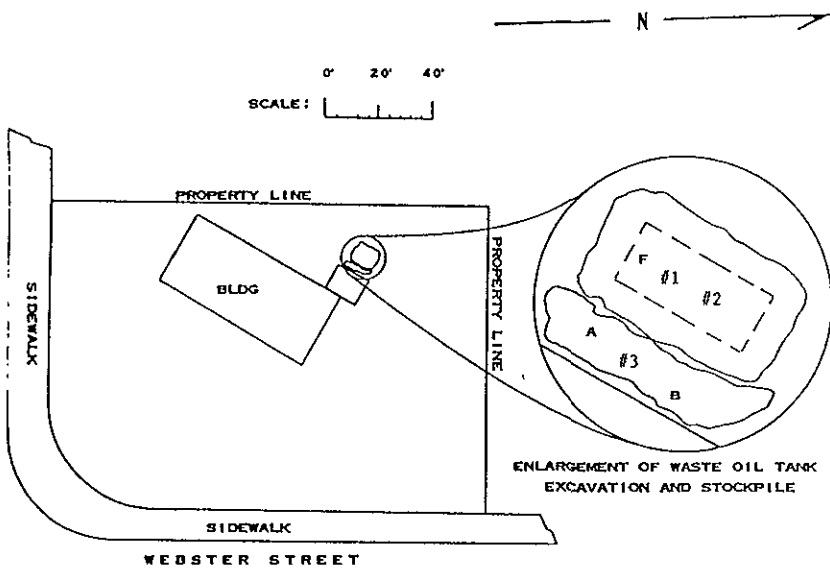 N
0' 20' 40'
SCALE:
PROPERTY LINE
SIDEWALK
BLDG
PROPERTY LINE
F #1 #2
A #3 B
ENLARGEMENT OF WASTE OIL TANK
EXCAVATION AND STOCKPILE
SIDEWALK
WEBSTER STREET